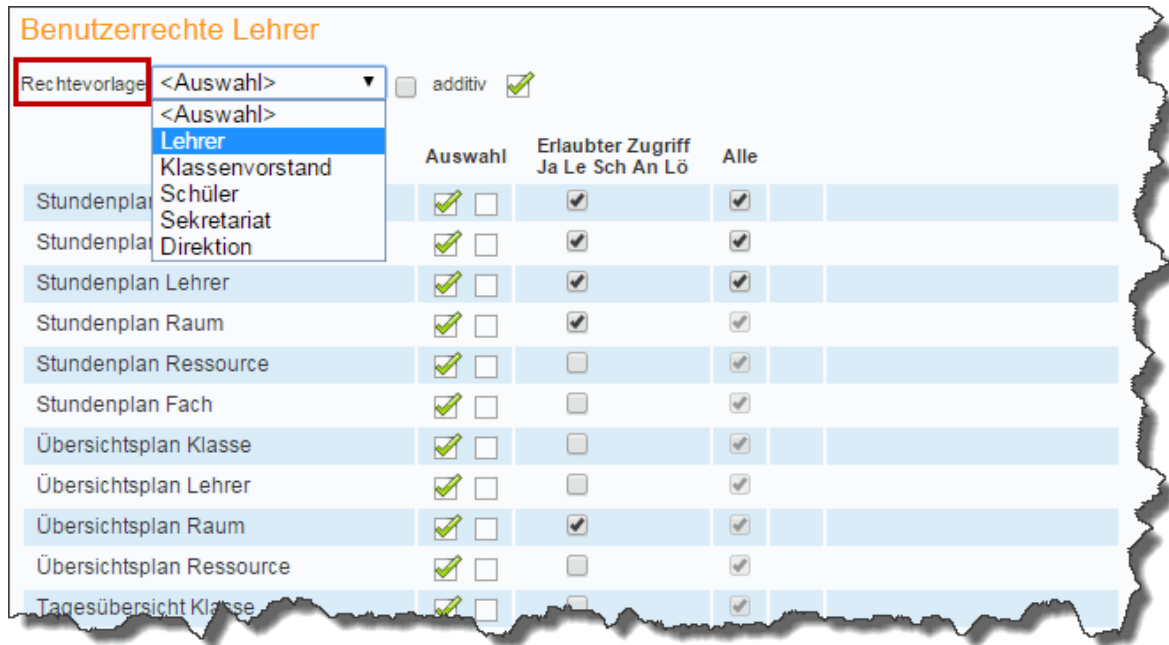 Benutzerrechte Lehrer
Rechtevorlage <Auswahl> additiv
<Auswahl>
Lehrer
Klassenvorstand
Schüler
Sekretariat
Direktion
Auswahl Erlaubter Zugriff Alle
Ja Le Sch An Lö
Stundenplan Lehrer
Stundenplan Raum
Stundenplan Ressource
Stundenplan Fach
Übersichtsplan Klasse
Übersichtsplan Lehrer
Übersichtsplan Raum
Übersichtsplan Ressource
Tagesübersicht Klasse